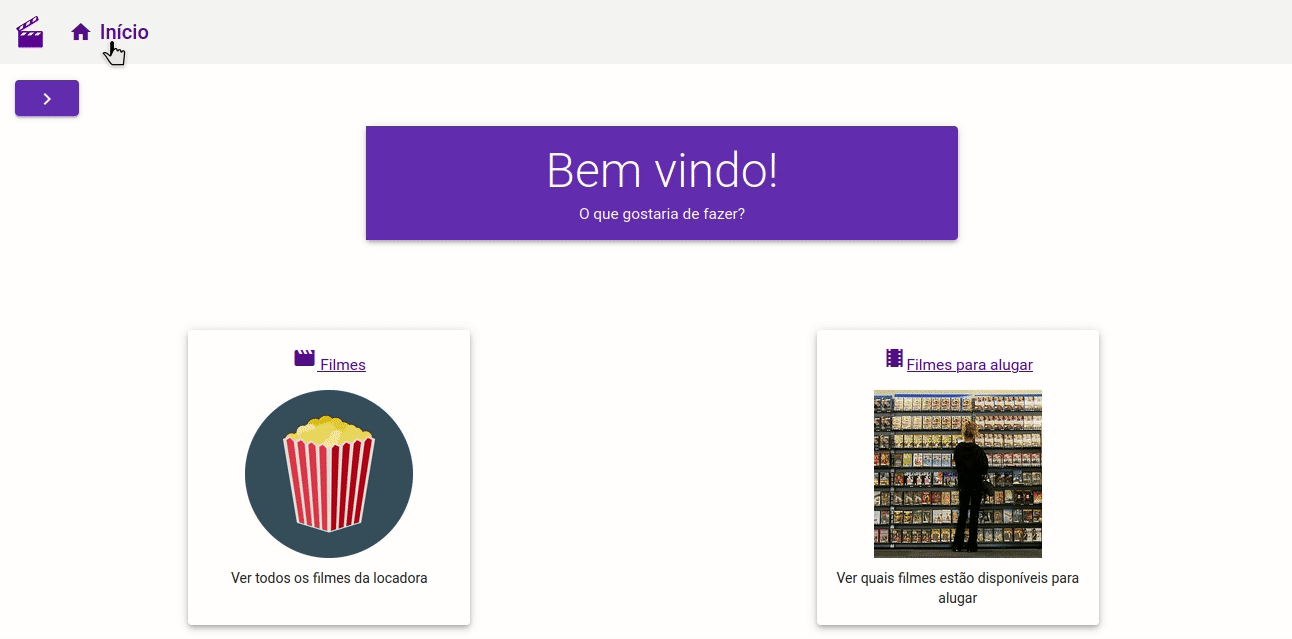 Início
Bem vindo!
O que gostaria de fazer?
Filmes
Ver todos os filmes da locadora
Filmes para alugar
Ver quais filmes estão disponíveis para
alugar